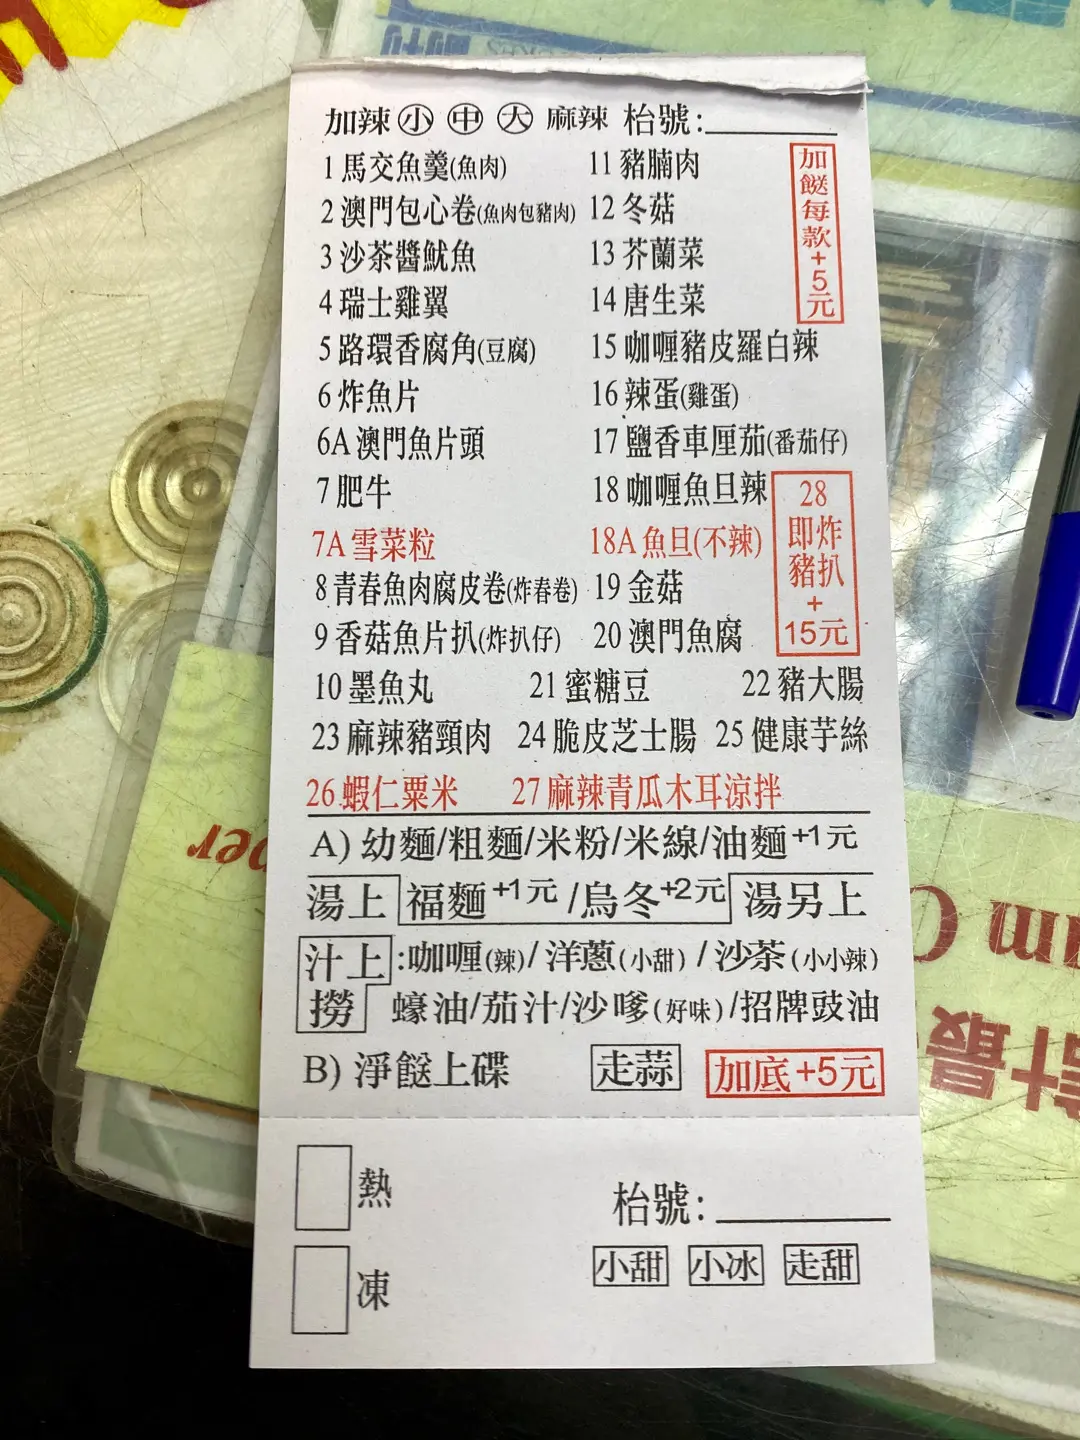 加辣 小 中 大 麻辣 枱號:
1 馬交魚羹(魚肉) 11 豬腩肉
2 澳門包心卷(魚肉包豬肉) 12 冬菇
3 沙茶醬魷魚 13 芥蘭菜
4 瑞士雞翼 14 唐生菜
加餸每款+5元
5 路環香腐角(豆腐) 15 咖喱豬皮羅白辣
6 炸魚片 16 辣蛋(雞蛋)
6A 澳門魚片頭 17 鹽香車厘茄(番茄仔)
7 肥牛 18 咖喱魚旦辣
7A 雪菜粒 18A 魚旦(不辣)
8 青春魚肉腐皮卷(炸春卷) 19 金菇
9 香菇魚片扒(炸扒仔) 20 澳門魚腐
28
即炸
豬扒
+
15元
10 墨魚丸 21 蜜糖豆 22 豬大腸
23 麻辣豬頸肉 24 脆皮芝士腸 25 健康芋絲
26 蝦仁粟米 27 麻辣青瓜木耳涼拌
A) 幼麵/粗麵/米粉/米線/油麵+1元
湯上 福麵+1元 /烏冬+2元 湯另上
汁上:咖喱(辣)/洋蔥(小甜)/沙茶(小小辣)
撈 蠔油/茄汁/沙嗲(好味)/招牌豉油
B) 淨餸上碟 走蒜 加底+5元
熱 枱號:
小甜 小冰 走甜
凍